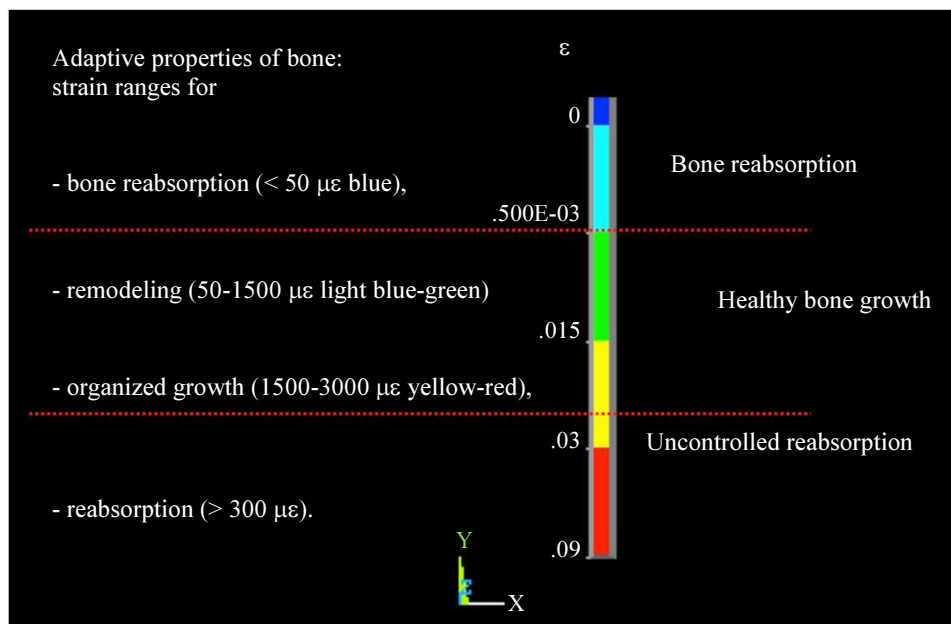 Adaptive properties of bone:
strain ranges for
- bone reabsorption (< 50 με blue),
- remodeling (50-1500 με light blue-green)
- organized growth (1500-3000 με yellow-red),
- reabsorption (> 300 με).
ε
0
.500E-03
.015
.03
.09
Bone reabsorption
Healthy bone growth
Uncontrolled reabsorption
Y
X